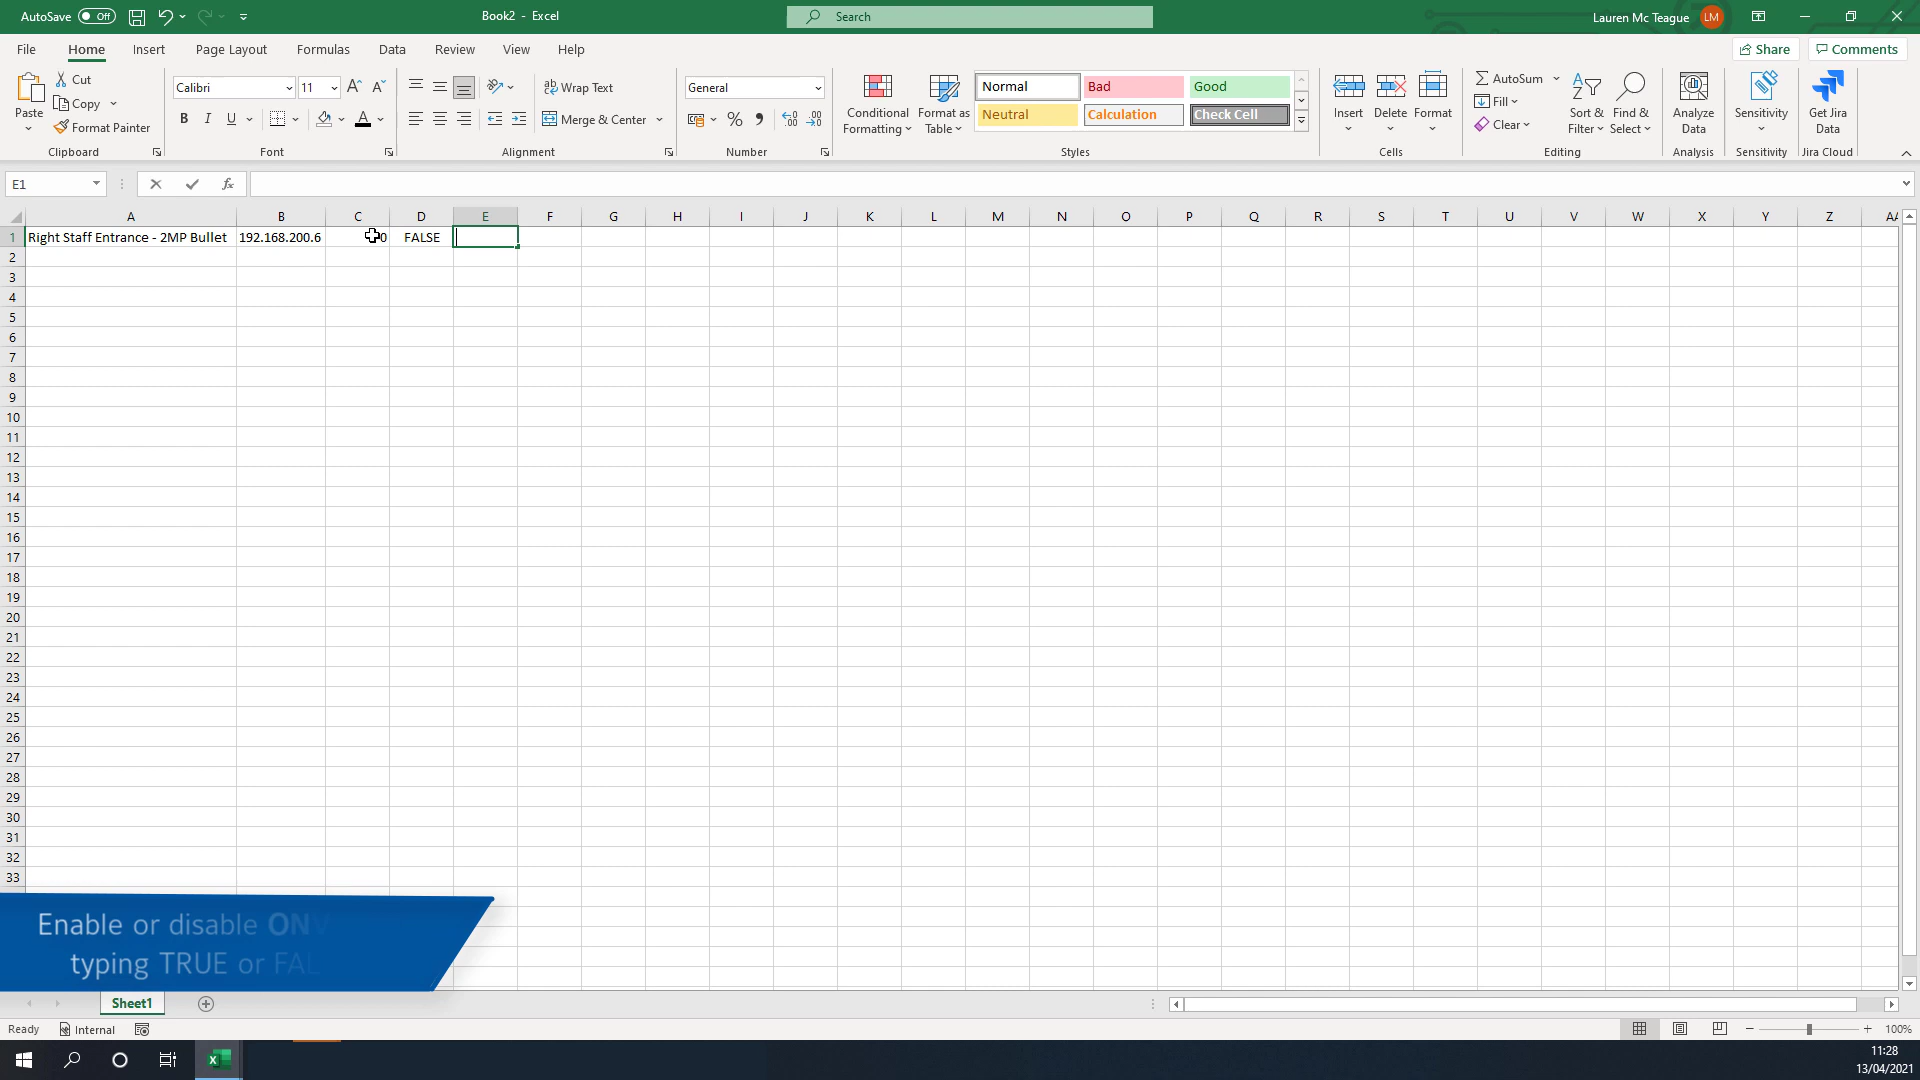 AutoSave Off
Book2 - Excel
Search
Lauren Mc Teague LM
File Home Insert Page Layout Formulas Data Review View Help
Share Comments
Paste
Cut
Copy
Format Painter
Clipboard
Calibri 11
B I U
Font
Wrap Text
Merge & Center
Alignment
General
Number
Conditional Formatting
Format as Table
Normal Bad Good
Neutral Calculation Check Cell
Styles
Insert Delete Format
Cells
AutoSum
Fill
Clear
Sort & Filter
Find & Select
Editing
Analyze Data
Analysis
Sensitivity
Sensitivity
Get Jira Data
Jira Cloud
E1
fx
A B C D E F G H I J K L M N O P Q R S T U V W X Y Z AA
1 Right Staff Entrance - 2MP Bullet 192.168.200.6 0 FALSE
2
3
4
5
6
7
8
9
10
11
12
13
14
15
16
17
18
19
20
21
22
23
24
25
26
27
28
29
30
31
32
33
Enable or disable ONV
typing TRUE or FAL
Sheet1
Ready Internal
100%
11:28
13/04/2021